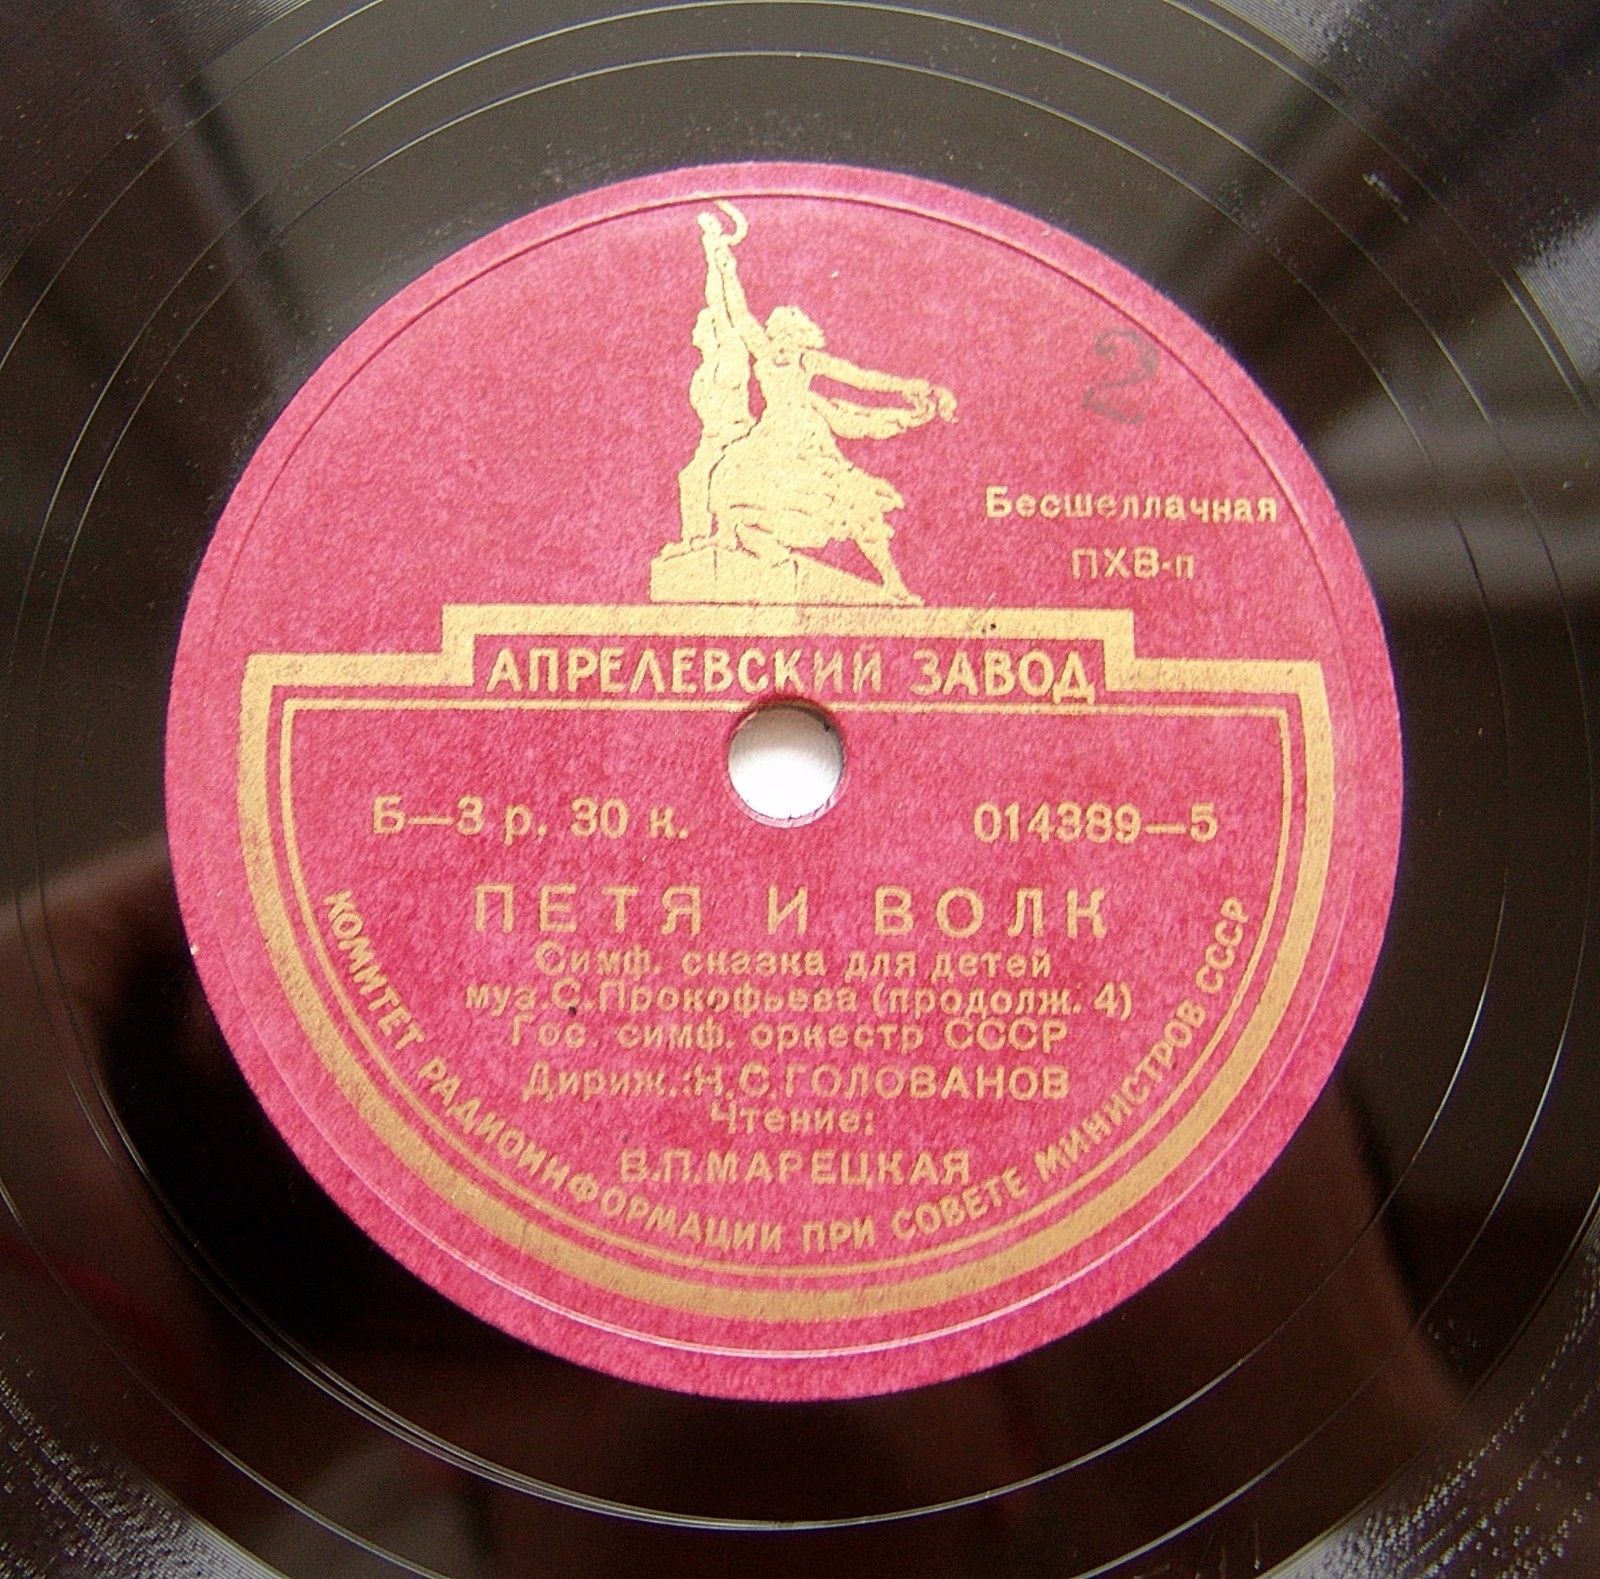 2
Бесшеллачная
ПХВ-п
АПРЕЛЕВСКИЙ ЗАВОД
Б—3 р. 30 к.
014389—5
ПЕТЯ И ВОЛК
Симф. сказка для детей
муз.С.Прокофьева (продолж. 4)
Гос. симф. оркестр СССР
Дириж.:Н.С.ГОЛОВАНОВ
Чтение:
В.П.МАРЕЦКАЯ
КОМИТЕТ РАДИОИНФОРМАЦИИ ПРИ СОВЕТЕ МИНИСТРОВ СССР